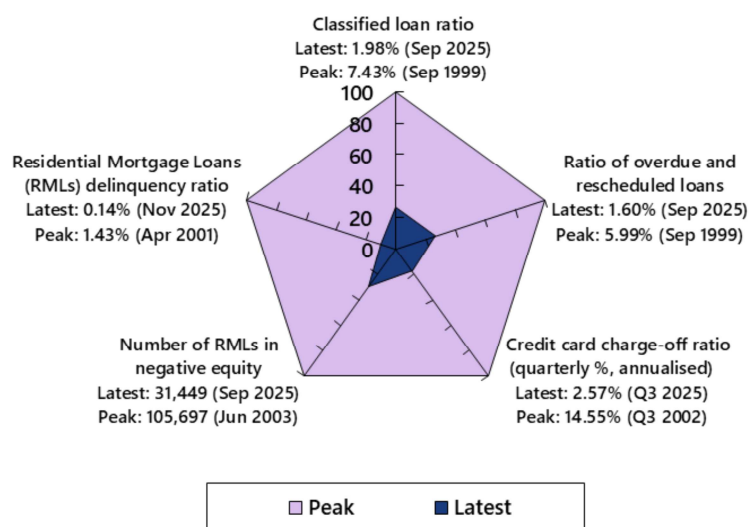 Classified loan ratio
Latest: 1.98% (Sep 2025)
Peak: 7.43% (Sep 1999)
100
80
60
40
20
0
Residential Mortgage Loans
(RMLs) delinquency ratio
Latest: 0.14% (Nov 2025)
Peak: 1.43% (Apr 2001)
Ratio of overdue and
rescheduled loans
Latest: 1.60% (Sep 2025)
Peak: 5.99% (Sep 1999)
Number of RMLs in
negative equity
Latest: 31,449 (Sep 2025)
Peak: 105,697 (Jun 2003)
Credit card charge-off ratio
(quarterly %, annualised)
Latest: 2.57% (Q3 2025)
Peak: 14.55% (Q3 2002)
Peak
Latest